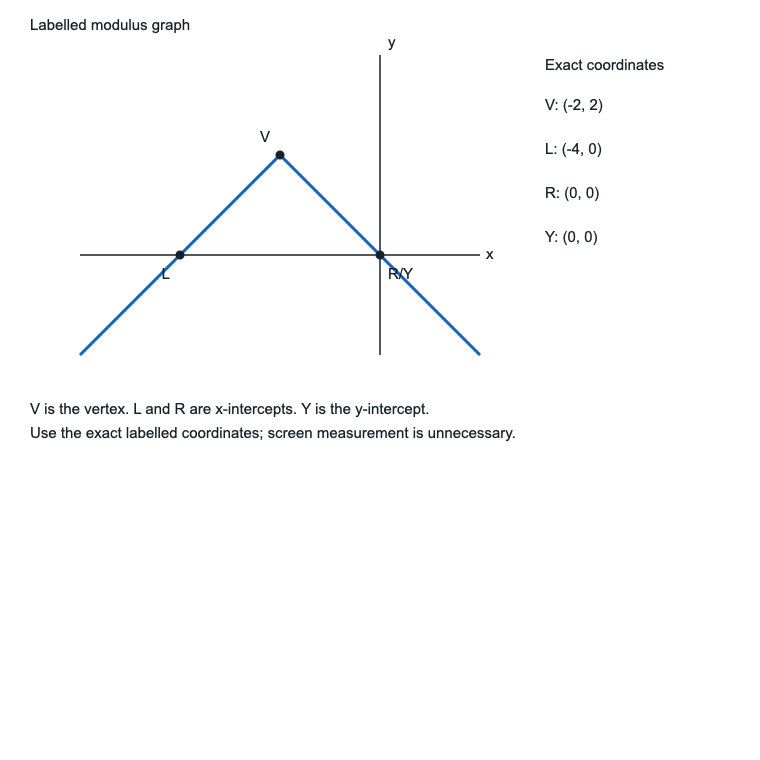 Labelled modulus graph
y
Exact coordinates
V: (-2, 2)
V
L: (-4, 0)
R: (0, 0)
Y: (0, 0)
x
L
R/Y
V is the vertex. L and R are x-intercepts. Y is the y-intercept.
Use the exact labelled coordinates; screen measurement is unnecessary.